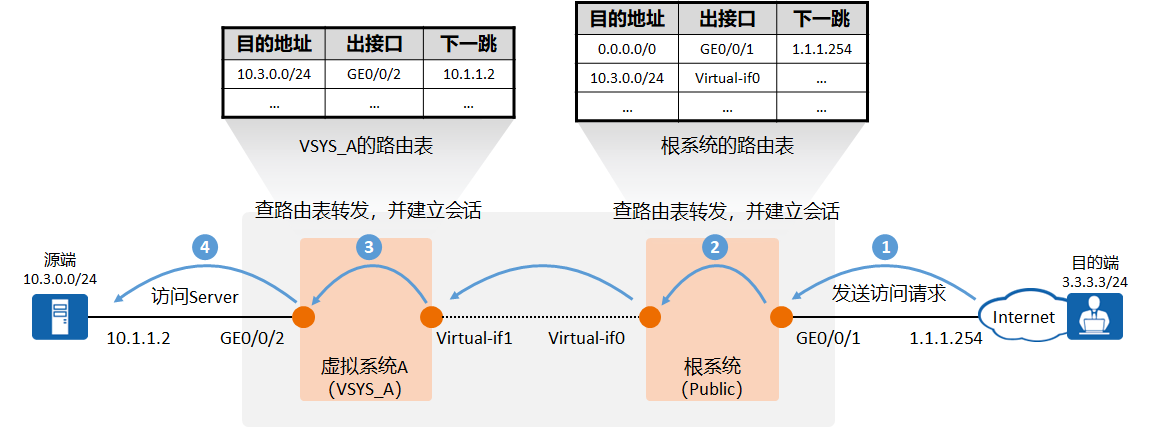 目的地址 出接口 下一跳
10.3.0.0/24 GE0/0/2 10.1.1.2
... ... ...
VSYS_A的路由表
目的地址 出接口 下一跳
0.0.0.0/0 GE0/0/1 1.1.1.254
10.3.0.0/24 Virtual-if0 ...
... ... ...
根系统的路由表
查路由表转发，并建立会话
查路由表转发，并建立会话
4
3
2
1
源端
10.3.0.0/24
访问Server
发送访问请求
目的端
3.3.3.3/24
Internet
10.1.1.2
GE0/0/2
Virtual-if1
Virtual-if0
GE0/0/1
1.1.1.254
虚拟系统A
（VSYS_A）
根系统
（Public）